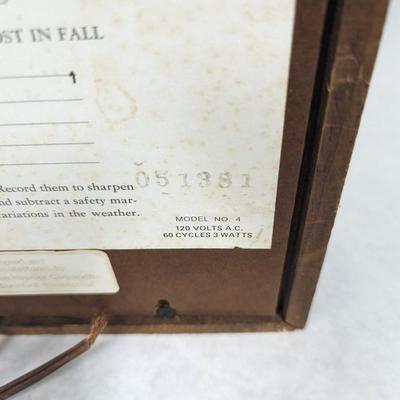 OST IN FALL
Record them to sharpen
nd subtract a safety mar-
ariations in the weather.
051381
MODEL NO. 4
120 VOLTS A.C.
60 CYCLES 3 WATTS